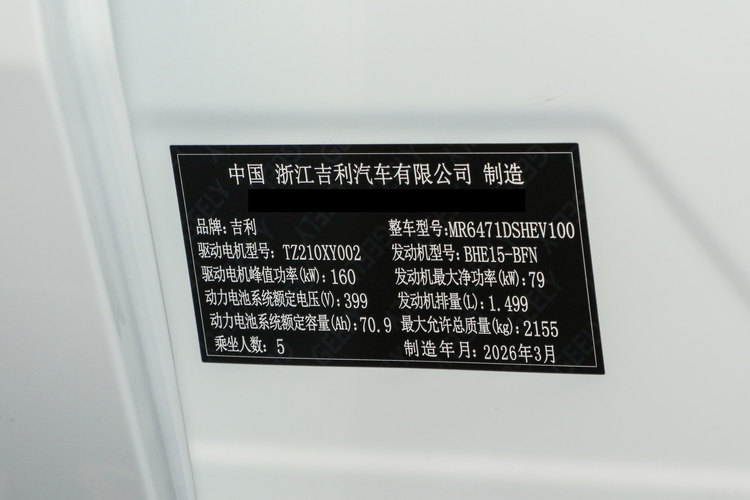 中国 浙江吉利汽车有限公司 制造
品牌:吉利 整车型号:MR6471DSHEV100
驱动电机型号: TZ210XY002 发动机型号: BHE15-BFN
驱动电机峰值功率(kW): 160 发动机最大净功率(kW): 79
动力电池系统额定电压(V): 399 发动机排量(L): 1.499
动力电池系统额定容量(Ah): 70.9 最大允许总质量(kg): 2155
乘坐人数: 5 制造年月: 2026年3月